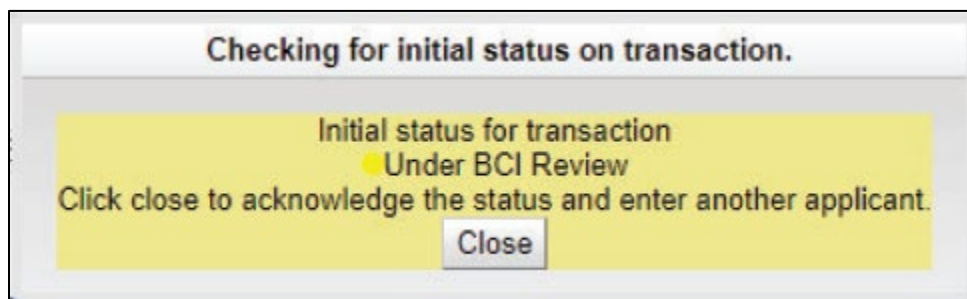 Checking for initial status on transaction.
Initial status for transaction
Under BCI Review
Click close to acknowledge the status and enter another applicant.
Close